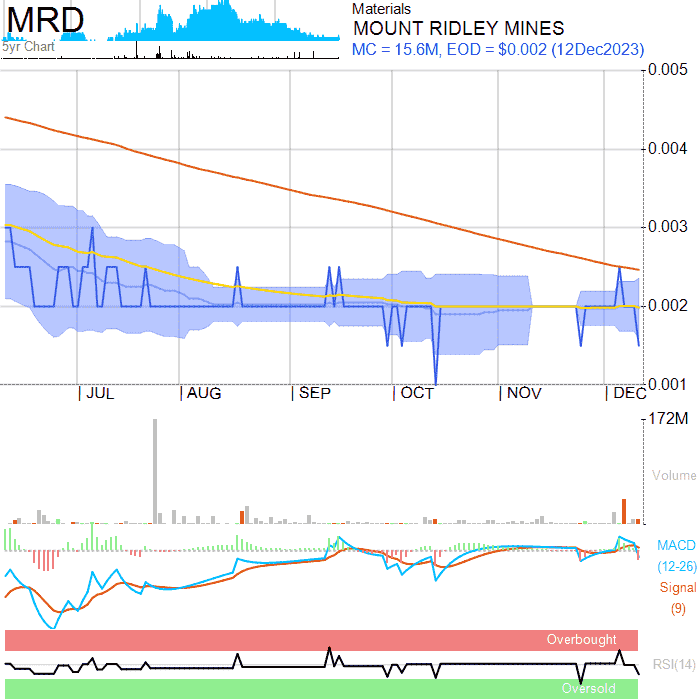 MRD
5yr Chart
Materials
MOUNT RIDLEY MINES
MC = 15.6M, EOD = $0.002 (12Dec2023)
0.005
0.004
0.003
0.002
0.001
JUL
AUG
SEP
OCT
NOV
DEC
172M
Volume
MACD
(12-26)
Signal
(9)
Overbought
RSI(14)
Oversold